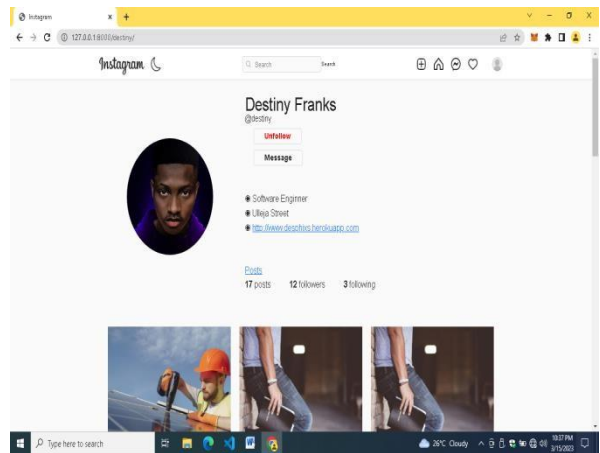 Instagram
127.0.0.1:8000/destiny/
Instagram
Search
Search
Destiny Franks
@destiny
Unfollow
Message
Software Enginner
Ulleja Street
http://www.desphixs.herokuapp.com
Posts
17 posts 12 followers 3 following
Type here to search
26°C Cloudy
10:37 PM
3/15/2023